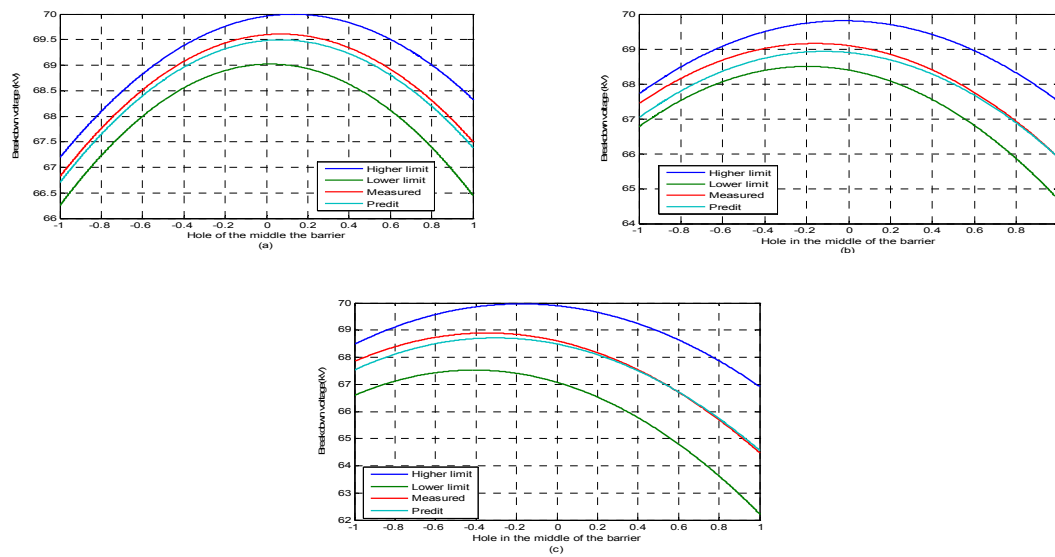 70
69.5
69
68.5
68
67.5
67
66.5
66
Breakdown voltage(kV)
-1 -0.8 -0.6 -0.4 -0.2 0 0.2 0.4 0.6 0.8 1
Hole of the middle the barrier
(a)
Higher limit
Lower limit
Measured
Predit
70
69
68
67
66
65
64
Breakdown voltage(kV)
-1 -0.8 -0.6 -0.4 -0.2 0 0.2 0.4 0.6 0.8 1
Hole in the middle of the barrier
(b)
Higher limit
Lower limit
Measured
Predit
70
69
68
67
66
65
64
63
62
Breakdown voltage(kV)
-1 -0.8 -0.6 -0.4 -0.2 0 0.2 0.4 0.6 0.8 1
Hole in the middle of the barrier
(c)
Higher limit
Lower limit
Measured
Predit